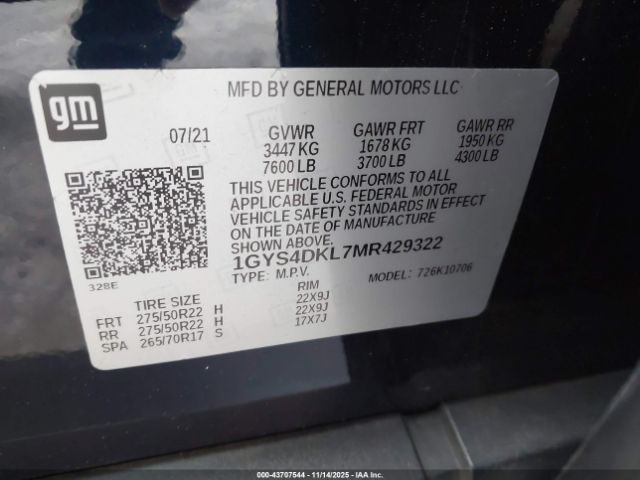 gm
MFD BY GENERAL MOTORS LLC
07/21 GVWR GAWR FRT GAWR RR
3447 KG 1678 KG 1950 KG
7600 LB 3700 LB 4300 LB
THIS VEHICLE CONFORMS TO ALL
APPLICABLE U.S. FEDERAL MOTOR
VEHICLE SAFETY STANDARDS IN EFFECT
ON THE DATE OF MANUFACTURE
SHOWN ABOVE.
1GYS4DKL7MR429322
TYPE: M.P.V. MODEL: 726K10706
328E
TIRE SIZE RIM
FRT 275/50R22 H 22X9J
RR 275/50R22 H 22X9J
SPA 265/70R17 S 17X7J
000-43707544 11/14/2025 IAA, Inc.